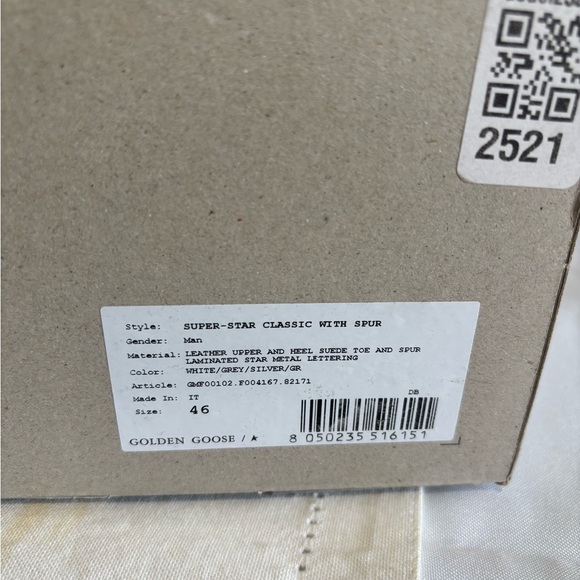 2521
Style: SUPER-STAR CLASSIC WITH SPUR
Gender: Man
Material: LEATHER UPPER AND HEEL SUEDE TOE AND SPUR
LAMINATED STAR METAL LETTERING
Color: WHITE/GREY/SILVER/GR
Article: GMF00102.F004167.82171
Made In: IT
DB
Size: 46
GOLDEN GOOSE /
8 050235 516151